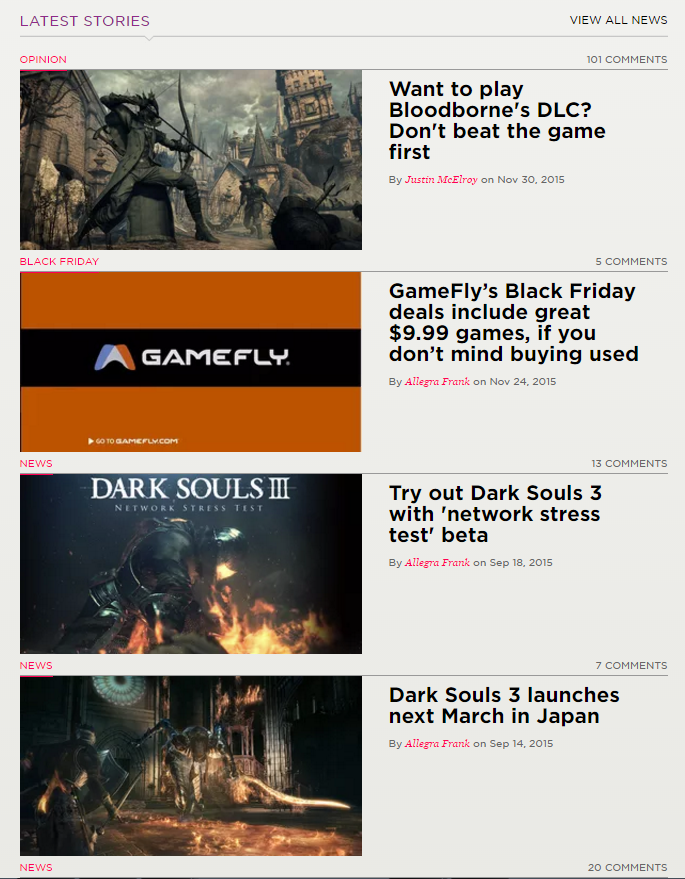 LATEST STORIES
VIEW ALL NEWS
OPINION
101 COMMENTS
Want to play
Bloodborne's DLC?
Don't beat the game
first
By Justin McElroy on Nov 30, 2015
BLACK FRIDAY
5 COMMENTS
GAMEFLY.
GO TO GAMEFLY.COM
GameFly’s Black Friday
deals include great
$9.99 games, if you
don’t mind buying used
By Allegra Frank on Nov 24, 2015
NEWS
13 COMMENTS
DARK SOULS III
NETWORK STRESS TEST
Try out Dark Souls 3
with 'network stress
test' beta
By Allegra Frank on Sep 18, 2015
NEWS
7 COMMENTS
Dark Souls 3 launches
next March in Japan
By Allegra Frank on Sep 14, 2015
NEWS
20 COMMENTS